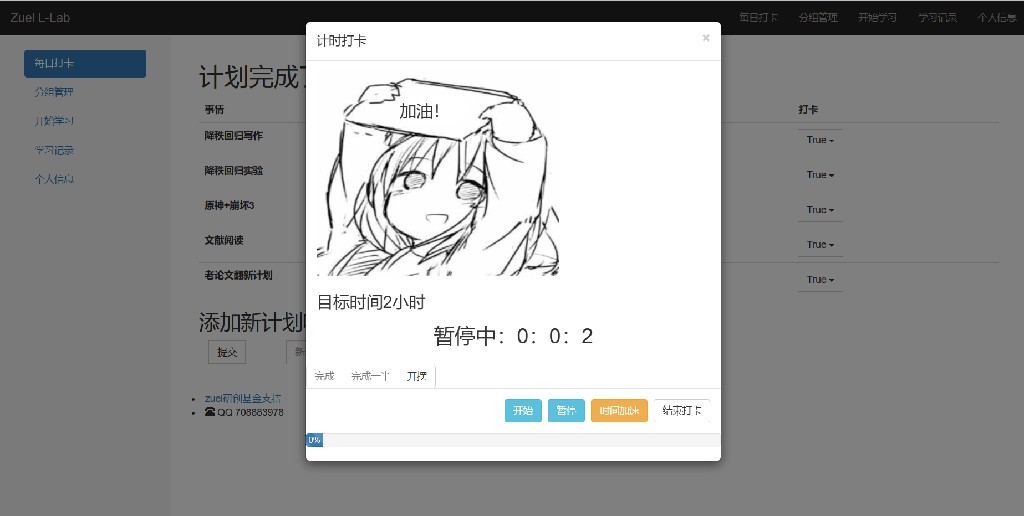 Zuel L-Lab
每日打卡 分组管理 开始学习 学习记录 个人信息
每日打卡
分组管理
开始学习
学习记录
个人信息
计划完成了
事情 打卡
降秩回归写作 True
降秩回归实验 True
原神+崩坏3 True
文献阅读 True
老论文翻新计划 True
添加新计划
提交 新
zuel研创基金支持
QQ 708883978
计时打卡 ×
加油!
目标时间2小时
暂停中：0：0：2
完成 完成一半 开摆
开始 暂停 时间加速 结束打卡
0%